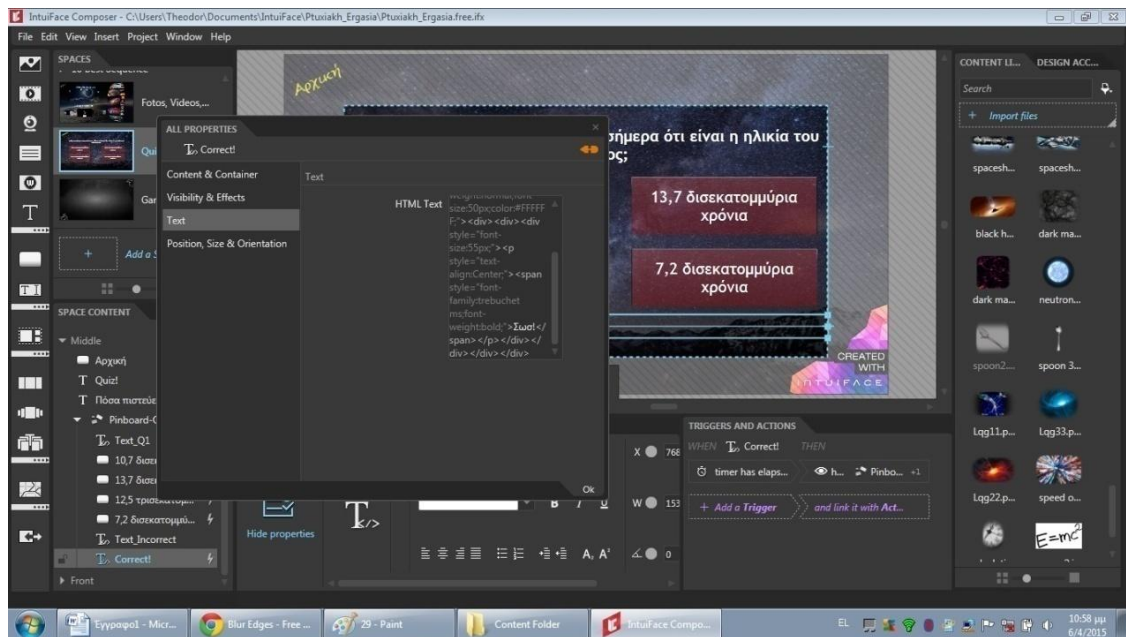 IntuiFace Composer - C:\Users\Theodor\Documents\IntuiFace\Ptuxiakh_Ergasia\Ptuxiakh_Ergasia.free.ifx
File Edit View Insert Project Window Help
SPACES
Fotos, Videos,...
Qui
Gar
Add a S
SPACE CONTENT
Middle
Αρχική
Quiz!
Πόσα πιστεύε
Pinboard-C
Text_Q1
10,7 δισε
13,7 δισε
12,5 τρισεκατομ...
7,2 δισεκατομμύ...
Text_Incorrect
Correct!
Front
ALL PROPERTIES
Correct!
Content & Container
Visibility & Effects
Text
Position, Size & Orientation
Text
HTML Text
weight:normal;font-
size:50px;color:#FFFFF
F;"><div><div><div
style="font-
size:55px;"><p
style="text-
align:Center;"><span
style="font-
family:trebuchet
ms;font-
weight:bold;">Σωσ!</
span></p></div></
div></div></div>
Ok
Αρχική
σήμερα ότι είναι η ηλικία του
ος;
13,7 δισεκατομμύρια
χρόνια
7,2 δισεκατομμύρια
χρόνια
CREATED
WITH
INTUIFACE
Hide properties
B I U
A, A'
X 768
W 153
0
TRIGGERS AND ACTIONS
WHEN Correct! THEN
timer has elaps... h... Pinbo... +1
+ Add a Trigger and link it with Act...
CONTENT LI... DESIGN ACC...
Search
+ Import files
spacesh... spacesh...
black h... dark ma...
dark ma... neutron...
spoon2... spoon 3...
Lqg11.p... Lqg33.p...
Lqg22.p... speed o...
E=mc²
Έγγραφο1 - Micr...
Blur Edges - Free ...
29 - Paint
Content Folder
IntuiFace Compo...
EL
10:58 μμ
6/4/2015